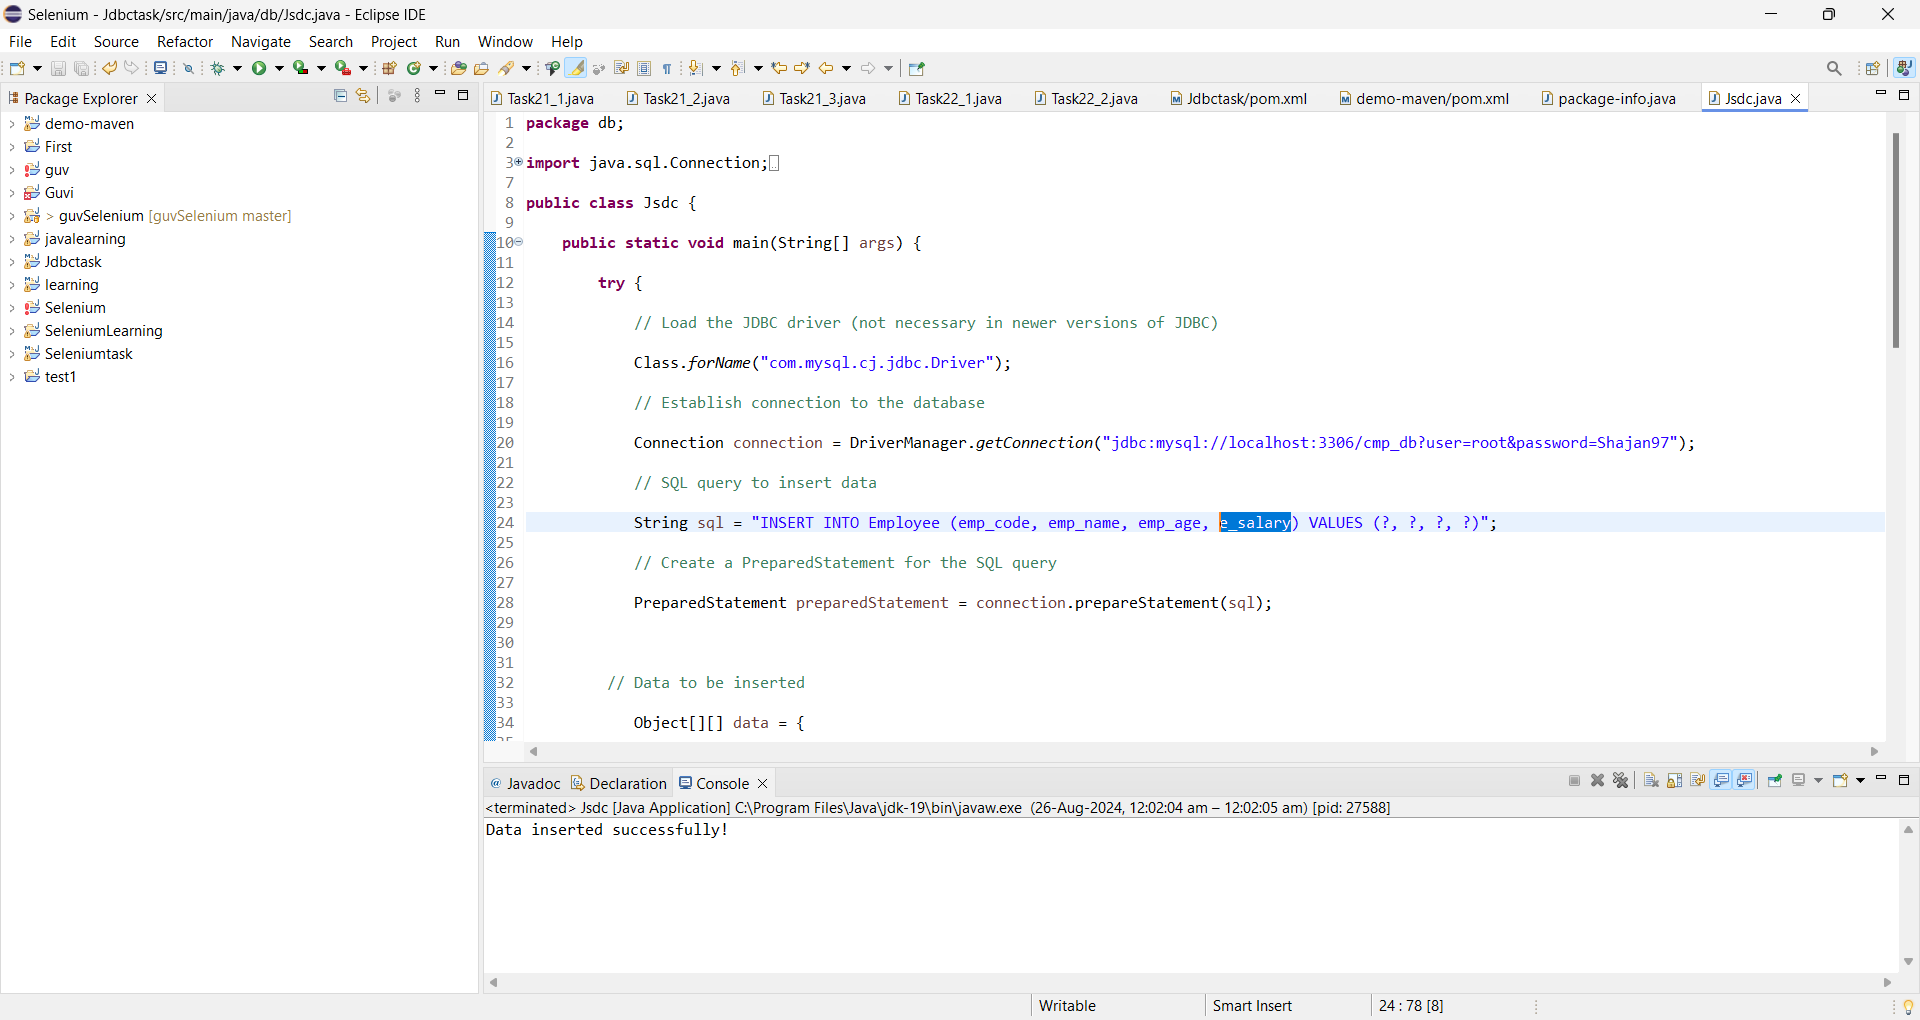 Selenium - Jdbctask/src/main/java/db/Jsdc.java - Eclipse IDE
File Edit Source Refactor Navigate Search Project Run Window Help
Package Explorer
demo-maven
First
guv
Guvi
> guvSelenium [guvSelenium master]
javalearning
Jdbctask
learning
Selenium
SeleniumLearning
Seleniumtask
test1
Task21_1.java Task21_2.java Task21_3.java Task22_1.java Task22_2.java Jdbctask/pom.xml demo-maven/pom.xml package-info.java Jsdc.java
1 package db;
2
3 import java.sql.Connection;
7
8 public class Jsdc {
9
10 public static void main(String[] args) {
11
12 try {
13
14 // Load the JDBC driver (not necessary in newer versions of JDBC)
15
16 Class.forName("com.mysql.cj.jdbc.Driver");
17
18 // Establish connection to the database
19
20 Connection connection = DriverManager.getConnection("jdbc:mysql://localhost:3306/cmp_db?user=root&password=Shajan97");
21
22 // SQL query to insert data
23
24 String sql = "INSERT INTO Employee (emp_code, emp_name, emp_age, e_salary) VALUES (?, ?, ?, ?)";
25
26 // Create a PreparedStatement for the SQL query
27
28 PreparedStatement preparedStatement = connection.prepareStatement(sql);
29
30
31
32 // Data to be inserted
33
34 Object[][] data = {
@ Javadoc Declaration Console
<terminated> Jsdc [Java Application] C:\Program Files\Java\jdk-19\bin\javaw.exe (26-Aug-2024, 12:02:04 am – 12:02:05 am) [pid: 27588]
Data inserted successfully!
Writable Smart Insert 24 : 78 [8]